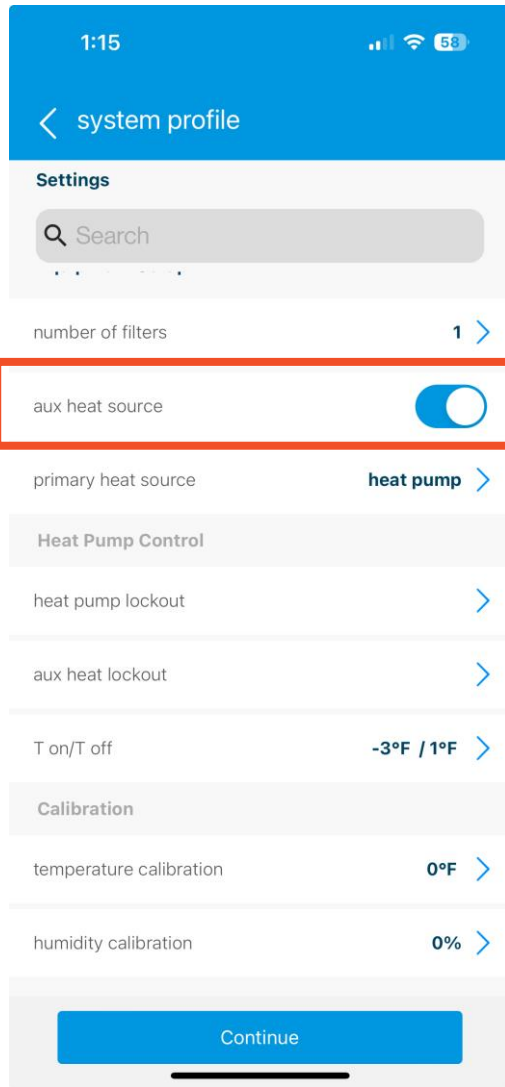 1:15
58
system profile
Settings
Search
number of filters
1
aux heat source
primary heat source
heat pump
Heat Pump Control
heat pump lockout
aux heat lockout
T on/T off
-3°F / 1°F
Calibration
temperature calibration
0°F
humidity calibration
0%
Continue